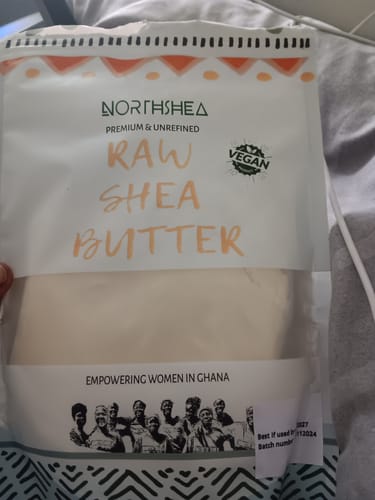 NORTHSHEA
PREMIUM & UNREFINED
RAW
SHEA
BUTTER
VEGAN
EMPOWERING WOMEN IN GHANA
Best if used
Batch number